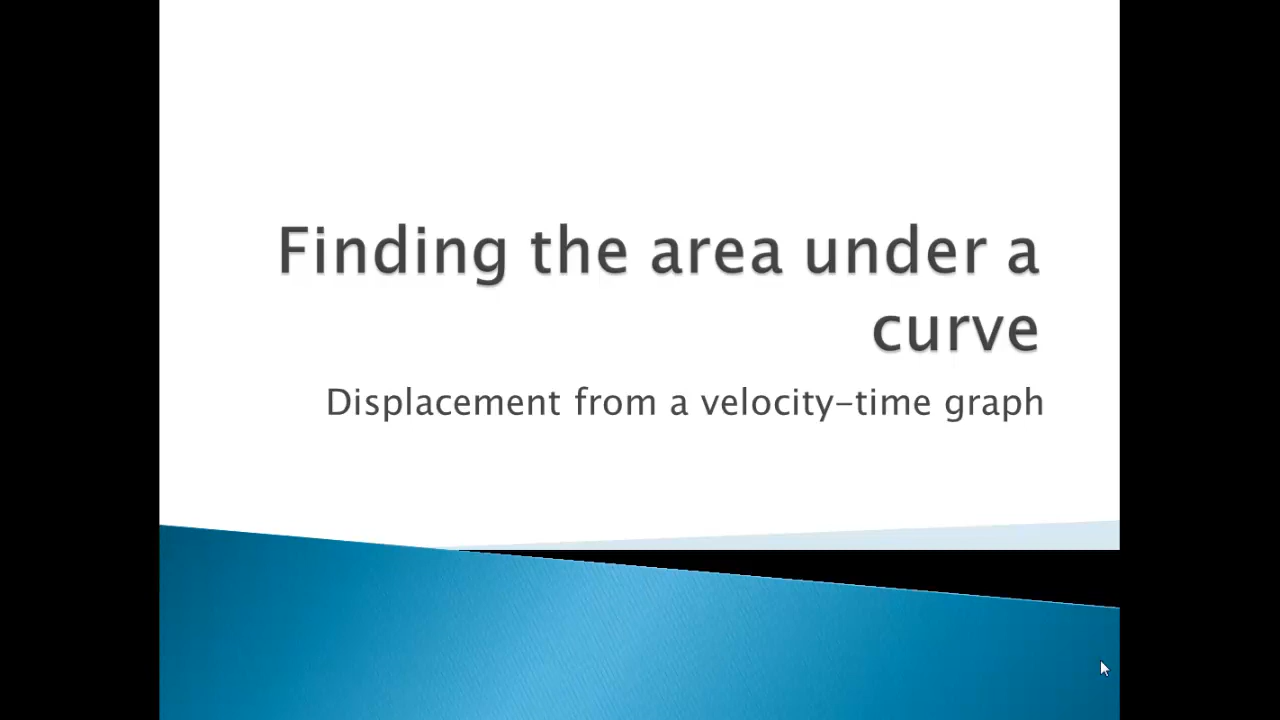 Finding the area under a
curve
Displacement from a velocity-time graph